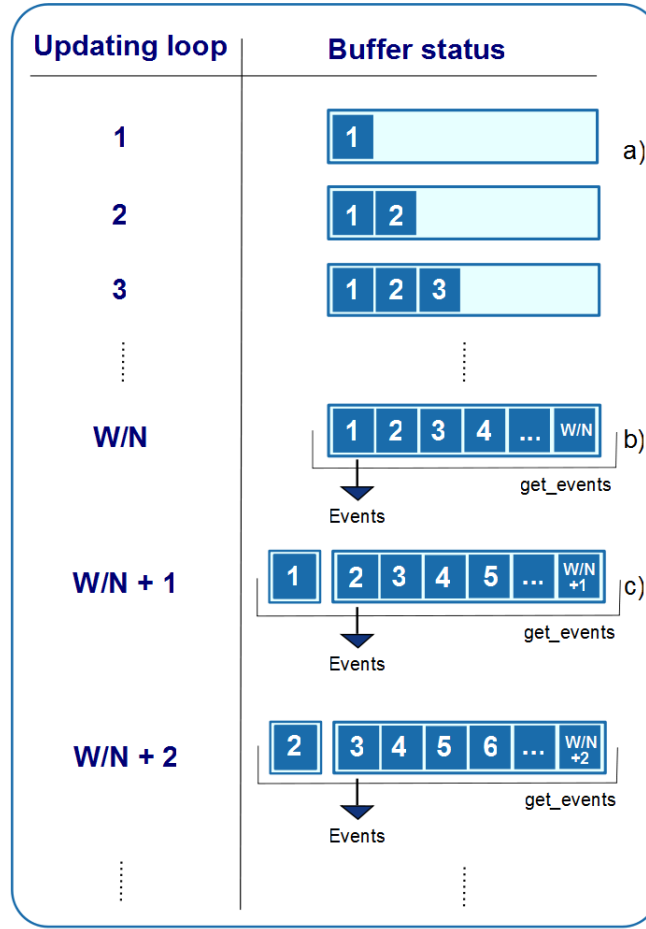 Updating loop Buffer status
1 1 a)
2 1 2
3 1 2 3
W/N 1 2 3 4 ... W/N b)
get_events
Events
W/N + 1 1 2 3 4 5 ... W/N +1 c)
get_events
Events
W/N + 2 2 3 4 5 6 ... W/N +2
get_events
Events